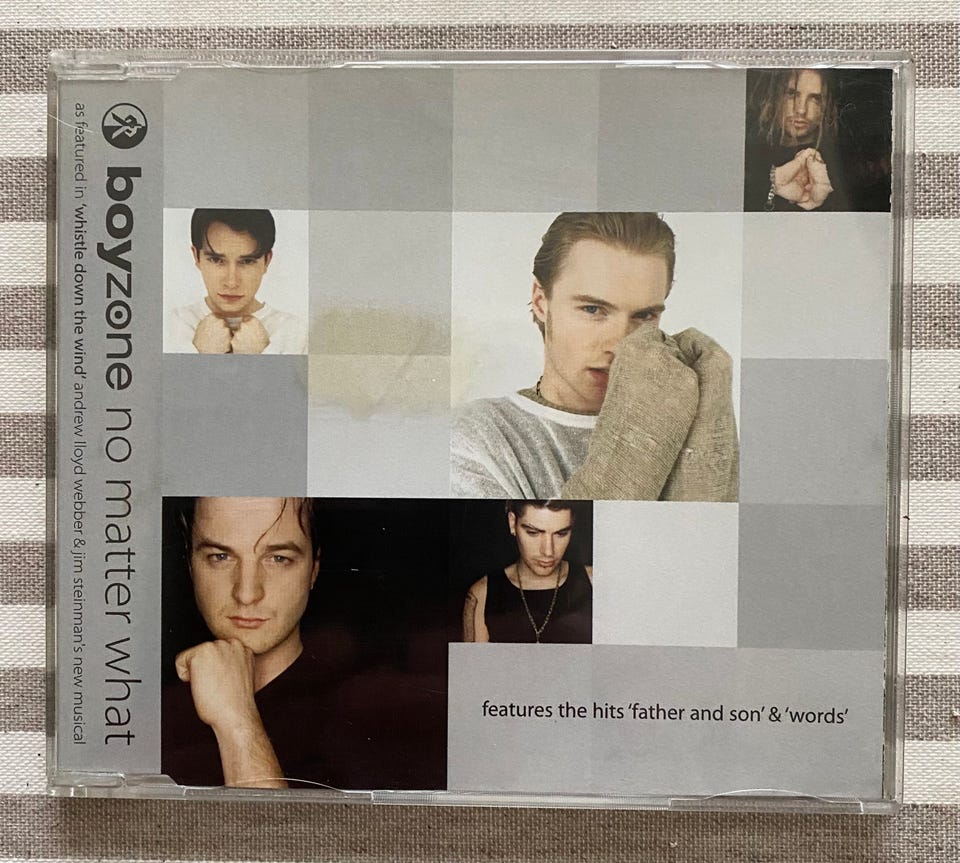 boyzone no matter what
as featured in 'whistle down the wind' andrew lloyd webber & jim steinman's new musical
features the hits 'father and son' & 'words'